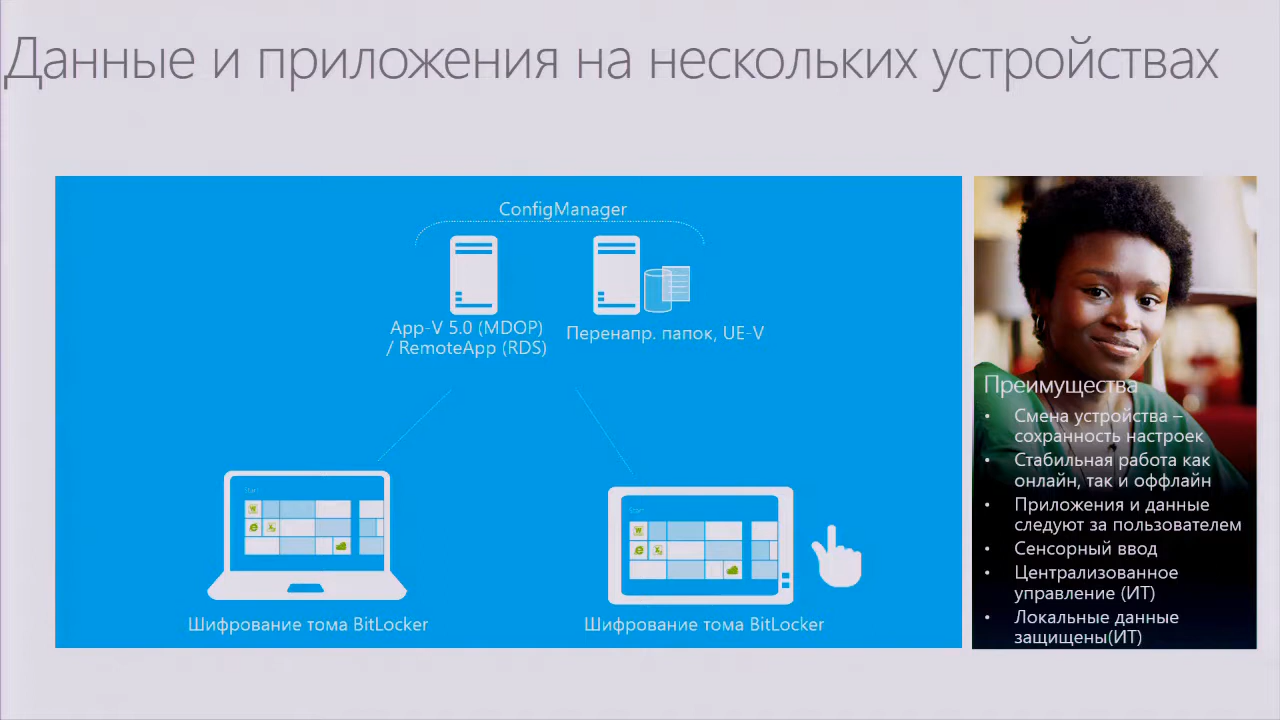 Данные и приложения на нескольких устройствах
ConfigManager
App-V 5.0 (MDOP)
/ RemoteApp (RDS)
Перенапр. папок, UE-V
Start
Start
Шифрование тома BitLocker
Шифрование тома BitLocker
Преимущества
• Смена устройства –
сохранность настроек
• Стабильная работа как
онлайн, так и оффлайн
• Приложения и данные
следуют за пользователем
• Сенсорный ввод
• Централизованное
управление (ИТ)
• Локальные данные
защищены(ИТ)